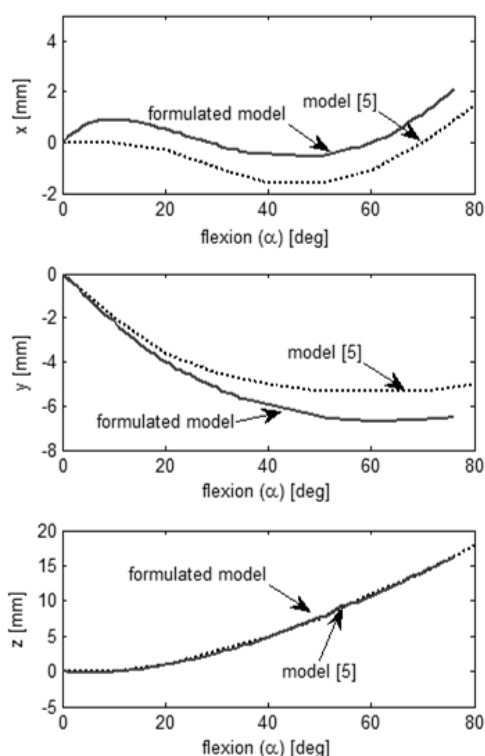 4
2
0
-2
x [mm]
formulated model
model [5]
0 20 40 60 80
flexion (α) [deg]
0
-2
-4
-6
-8
y [mm]
model [5]
formulated model
0 20 40 60 80
flexion (α) [deg]
20
15
10
5
0
-5
z [mm]
formulated model
model [5]
0 20 40 60 80
flexion (α) [deg]